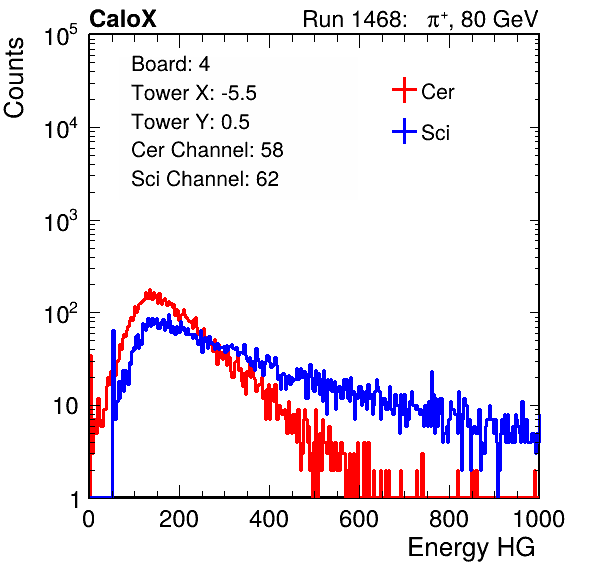 CaloX Run 1468: π⁺, 80 GeV
Counts
10⁵
10⁴
10³
10²
10
1
Board: 4
Tower X: -5.5
Tower Y: 0.5
Cer Channel: 58
Sci Channel: 62
Cer
Sci
0 200 400 600 800 1000
Energy HG